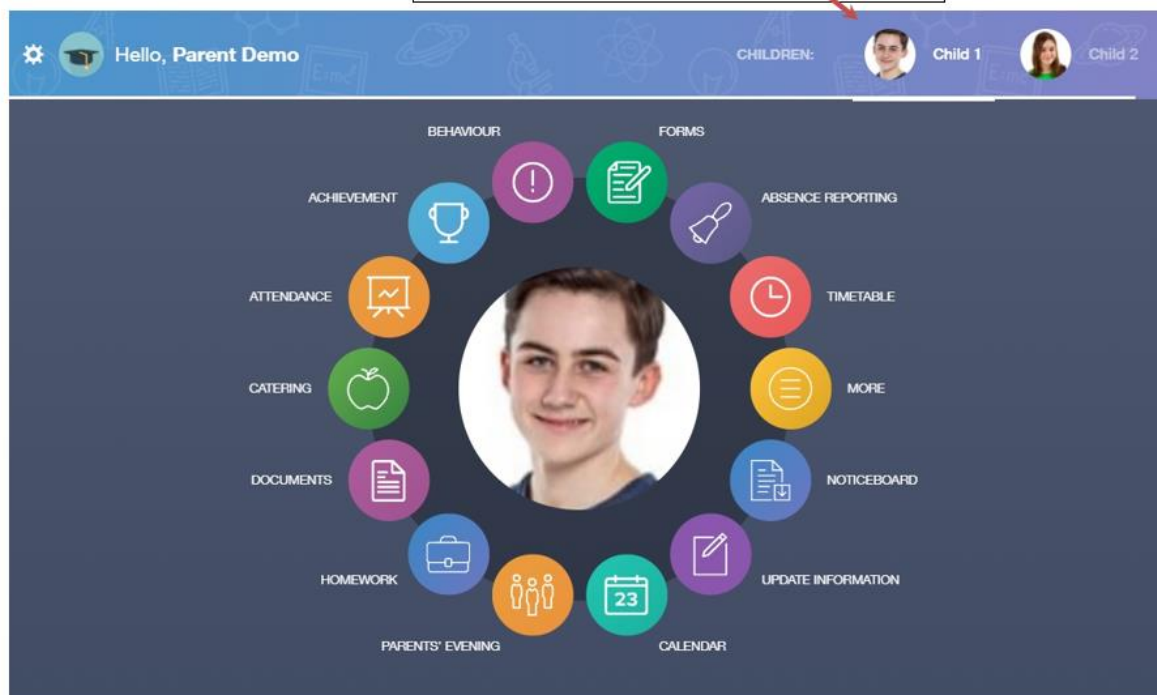 Hello, Parent Demo
CHILDREN:
Child 1
Child 2
BEHAVIOUR
FORMS
ACHIEVEMENT
ABSENCE REPORTING
ATTENDANCE
TIMETABLE
CATERING
MORE
DOCUMENTS
NOTICEBOARD
HOMEWORK
UPDATE INFORMATION
23
PARENTS' EVENING
CALENDAR